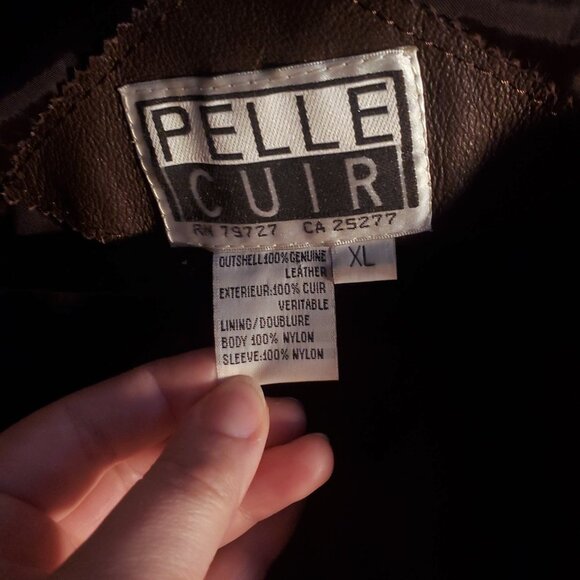 PELLE
CUIR
RN 79727 CA 25277
XL
OUTSHELL100%GENUINE
LEATHER
EXTERIEUR:100% CUIR
VERITABLE
LINING/DOUBLURE
BODY 100% NYLON
SLEEVE:100% NYLON